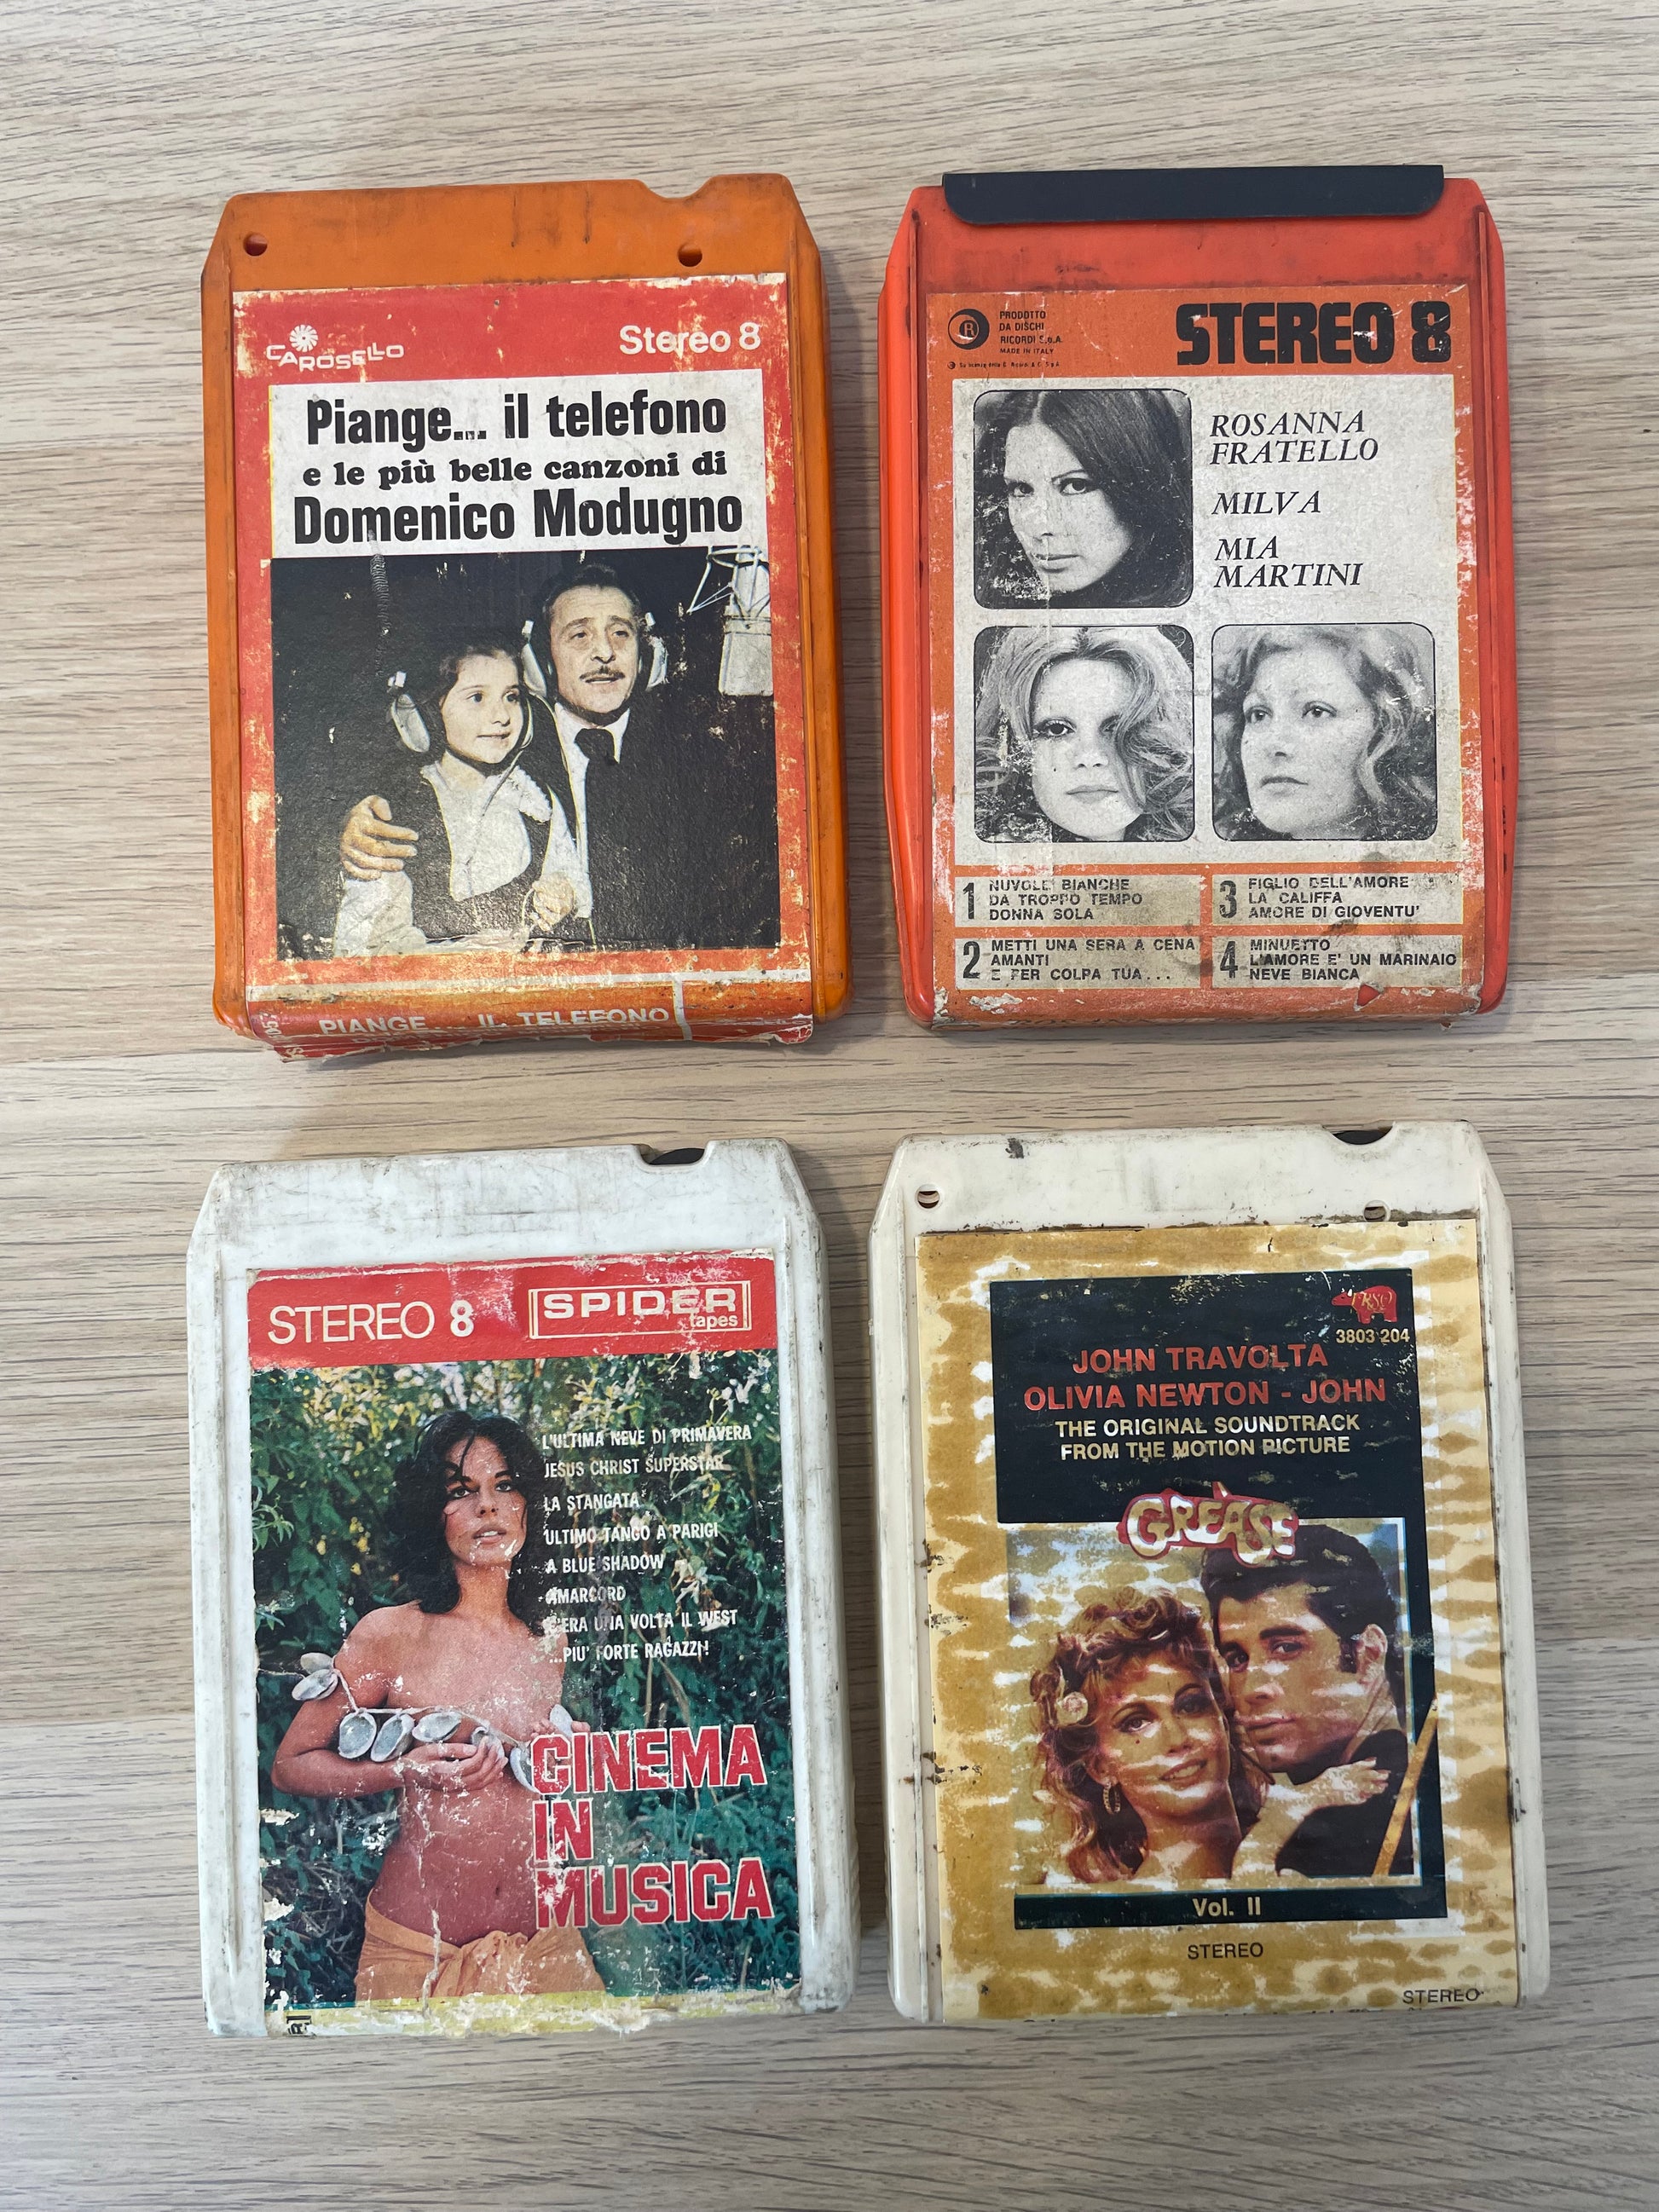 CAROSELLO
Stereo 8
Piange... il telefono
e le più belle canzoni di
Domenico Modugno
PIANGE... IL TELEFONO
R
PRODOTTO
DA DISCHI
RICORDI S.p.A.
MADE IN ITALY
STEREO 8
ROSANNA
FRATELLO
MILVA
MIA
MARTINI
1
NUVOLE BIANCHE
DA TROPPO TEMPO
DONNA SOLA
2
METTI UNA SERA A CENA
AMANTI
E PER COLPA TUA...
3
FIGLIO DELL'AMORE
LA CALIFFA
AMORE DI GIOVENTU'
4
MINUETTO
L'AMORE E' UN MARINAIO
NEVE BIANCA
STEREO 8
SPIDER
tapes
L'ULTIMA NEVE DI PRIMAVERA
JESUS CHRIST SUPERSTAR
LA STANGATA
ULTIMO TANGO A PARIGI
A BLUE SHADOW
AMARCORD
C'ERA UNA VOLTA IL WEST
...PIU' FORTE RAGAZZI!
CINEMA
IN
MUSICA
RSO
3803 204
JOHN TRAVOLTA
OLIVIA NEWTON - JOHN
THE ORIGINAL SOUNDTRACK
FROM THE MOTION PICTURE
GREASE
Vol. II
STEREO
STEREO